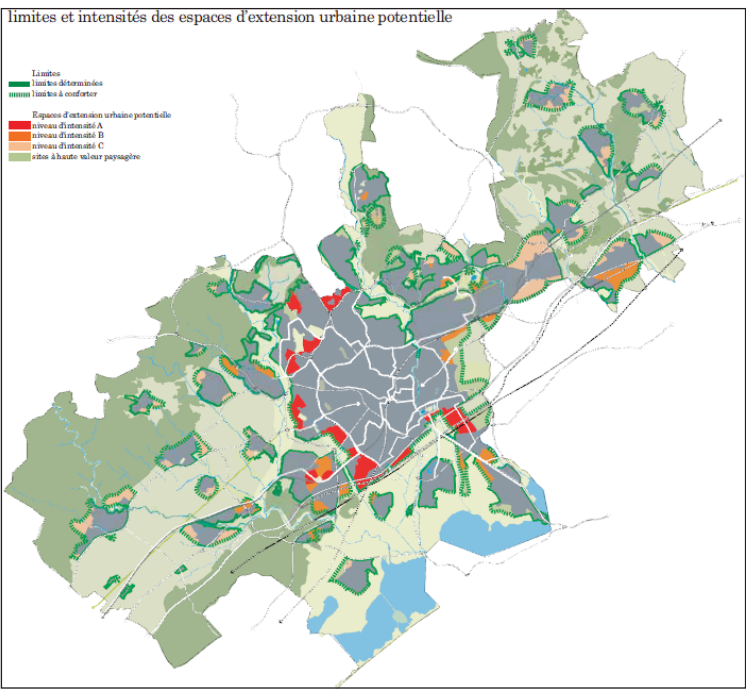 limites et intensités des espaces d'extension urbaine potentielle
Limites
limites déterminées
limites à conforter
Espaces d'extension urbaine potentielle
niveau d'intensité A
niveau d'intensité B
niveau d'intensité C
sites à haute valeur paysagère